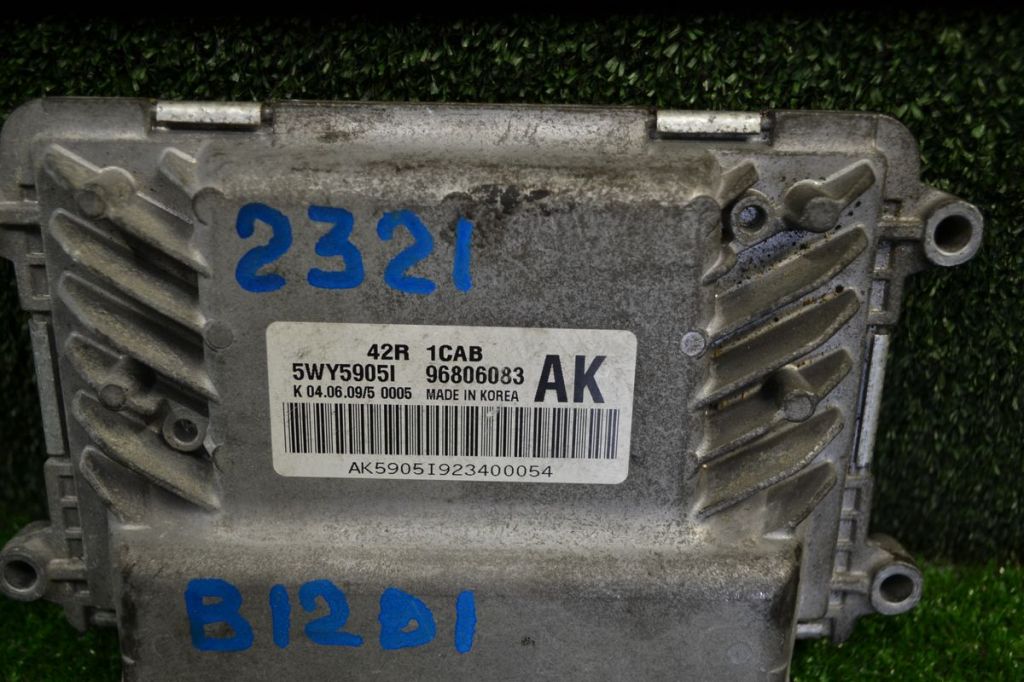 2321
42R 1CAB
5WY5905I 96806083 AK
K 04.06.09/5 0005 MADE IN KOREA
AK5905I923400054
B12D1